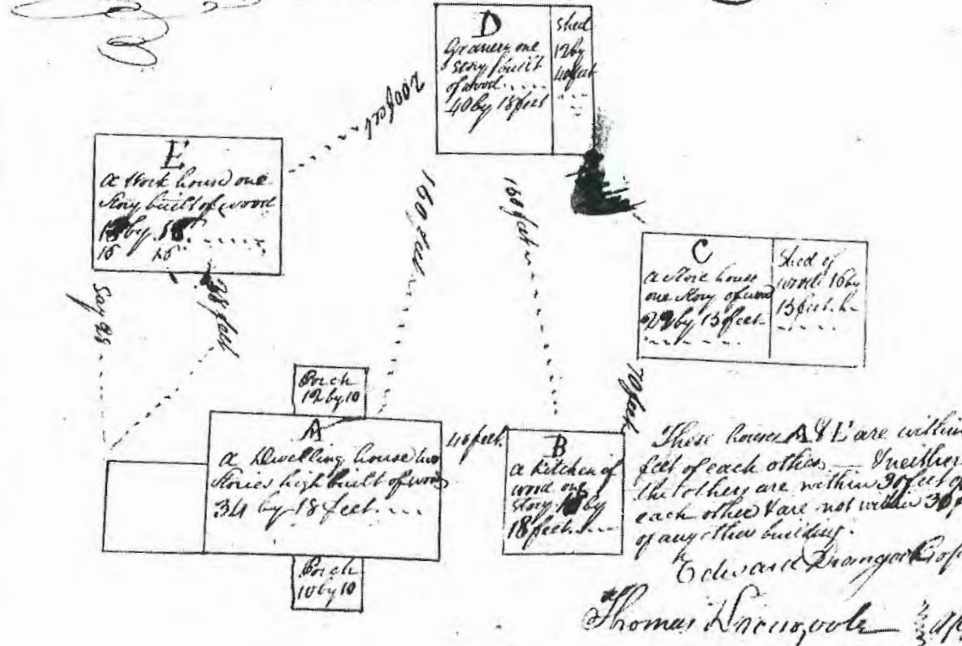 D
Granery one
Story built
of wood....
40 by 18 feet
Shed
12 by
40 feet
200 feet
E
a Work house one
Story built of wood
16
16
160 feet
160 feet
C
a Store house
one Story of wood
22 by 15 feet
Shed of
wood 16 by
15 feet
Say 28
28 feet
Porch
12 by 10
A
a Dwelling house two
Stories high built of wood
34 by 18 feet....
40 feet
B
a Kitchen of
wood one
Story by
18 feet....
70 feet
These houses A & E are within
feet of each other — & neither
the others are within 30 feet of
each other & are not within 30 f
of any other building.
Edward
Thomas
Porch
10 by 10